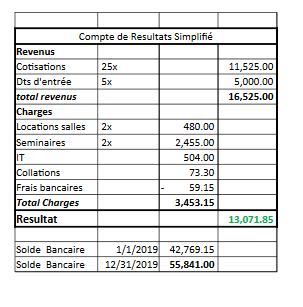 Compte de Resultats Simplifié
Revenus
Cotisations 25x 11,525.00
Dts d'entrée 5x 5,000.00
total revenus 16,525.00
Charges
Locations salles 2x 480.00
Seminaires 2x 2,455.00
IT 504.00
Collations 73.30
Frais bancaires - 59.15
Total Charges 3,453.15
Resultat 13,071.85
Solde Bancaire 1/1/2019 42,769.15
Solde Bancaire 12/31/2019 55,841.00